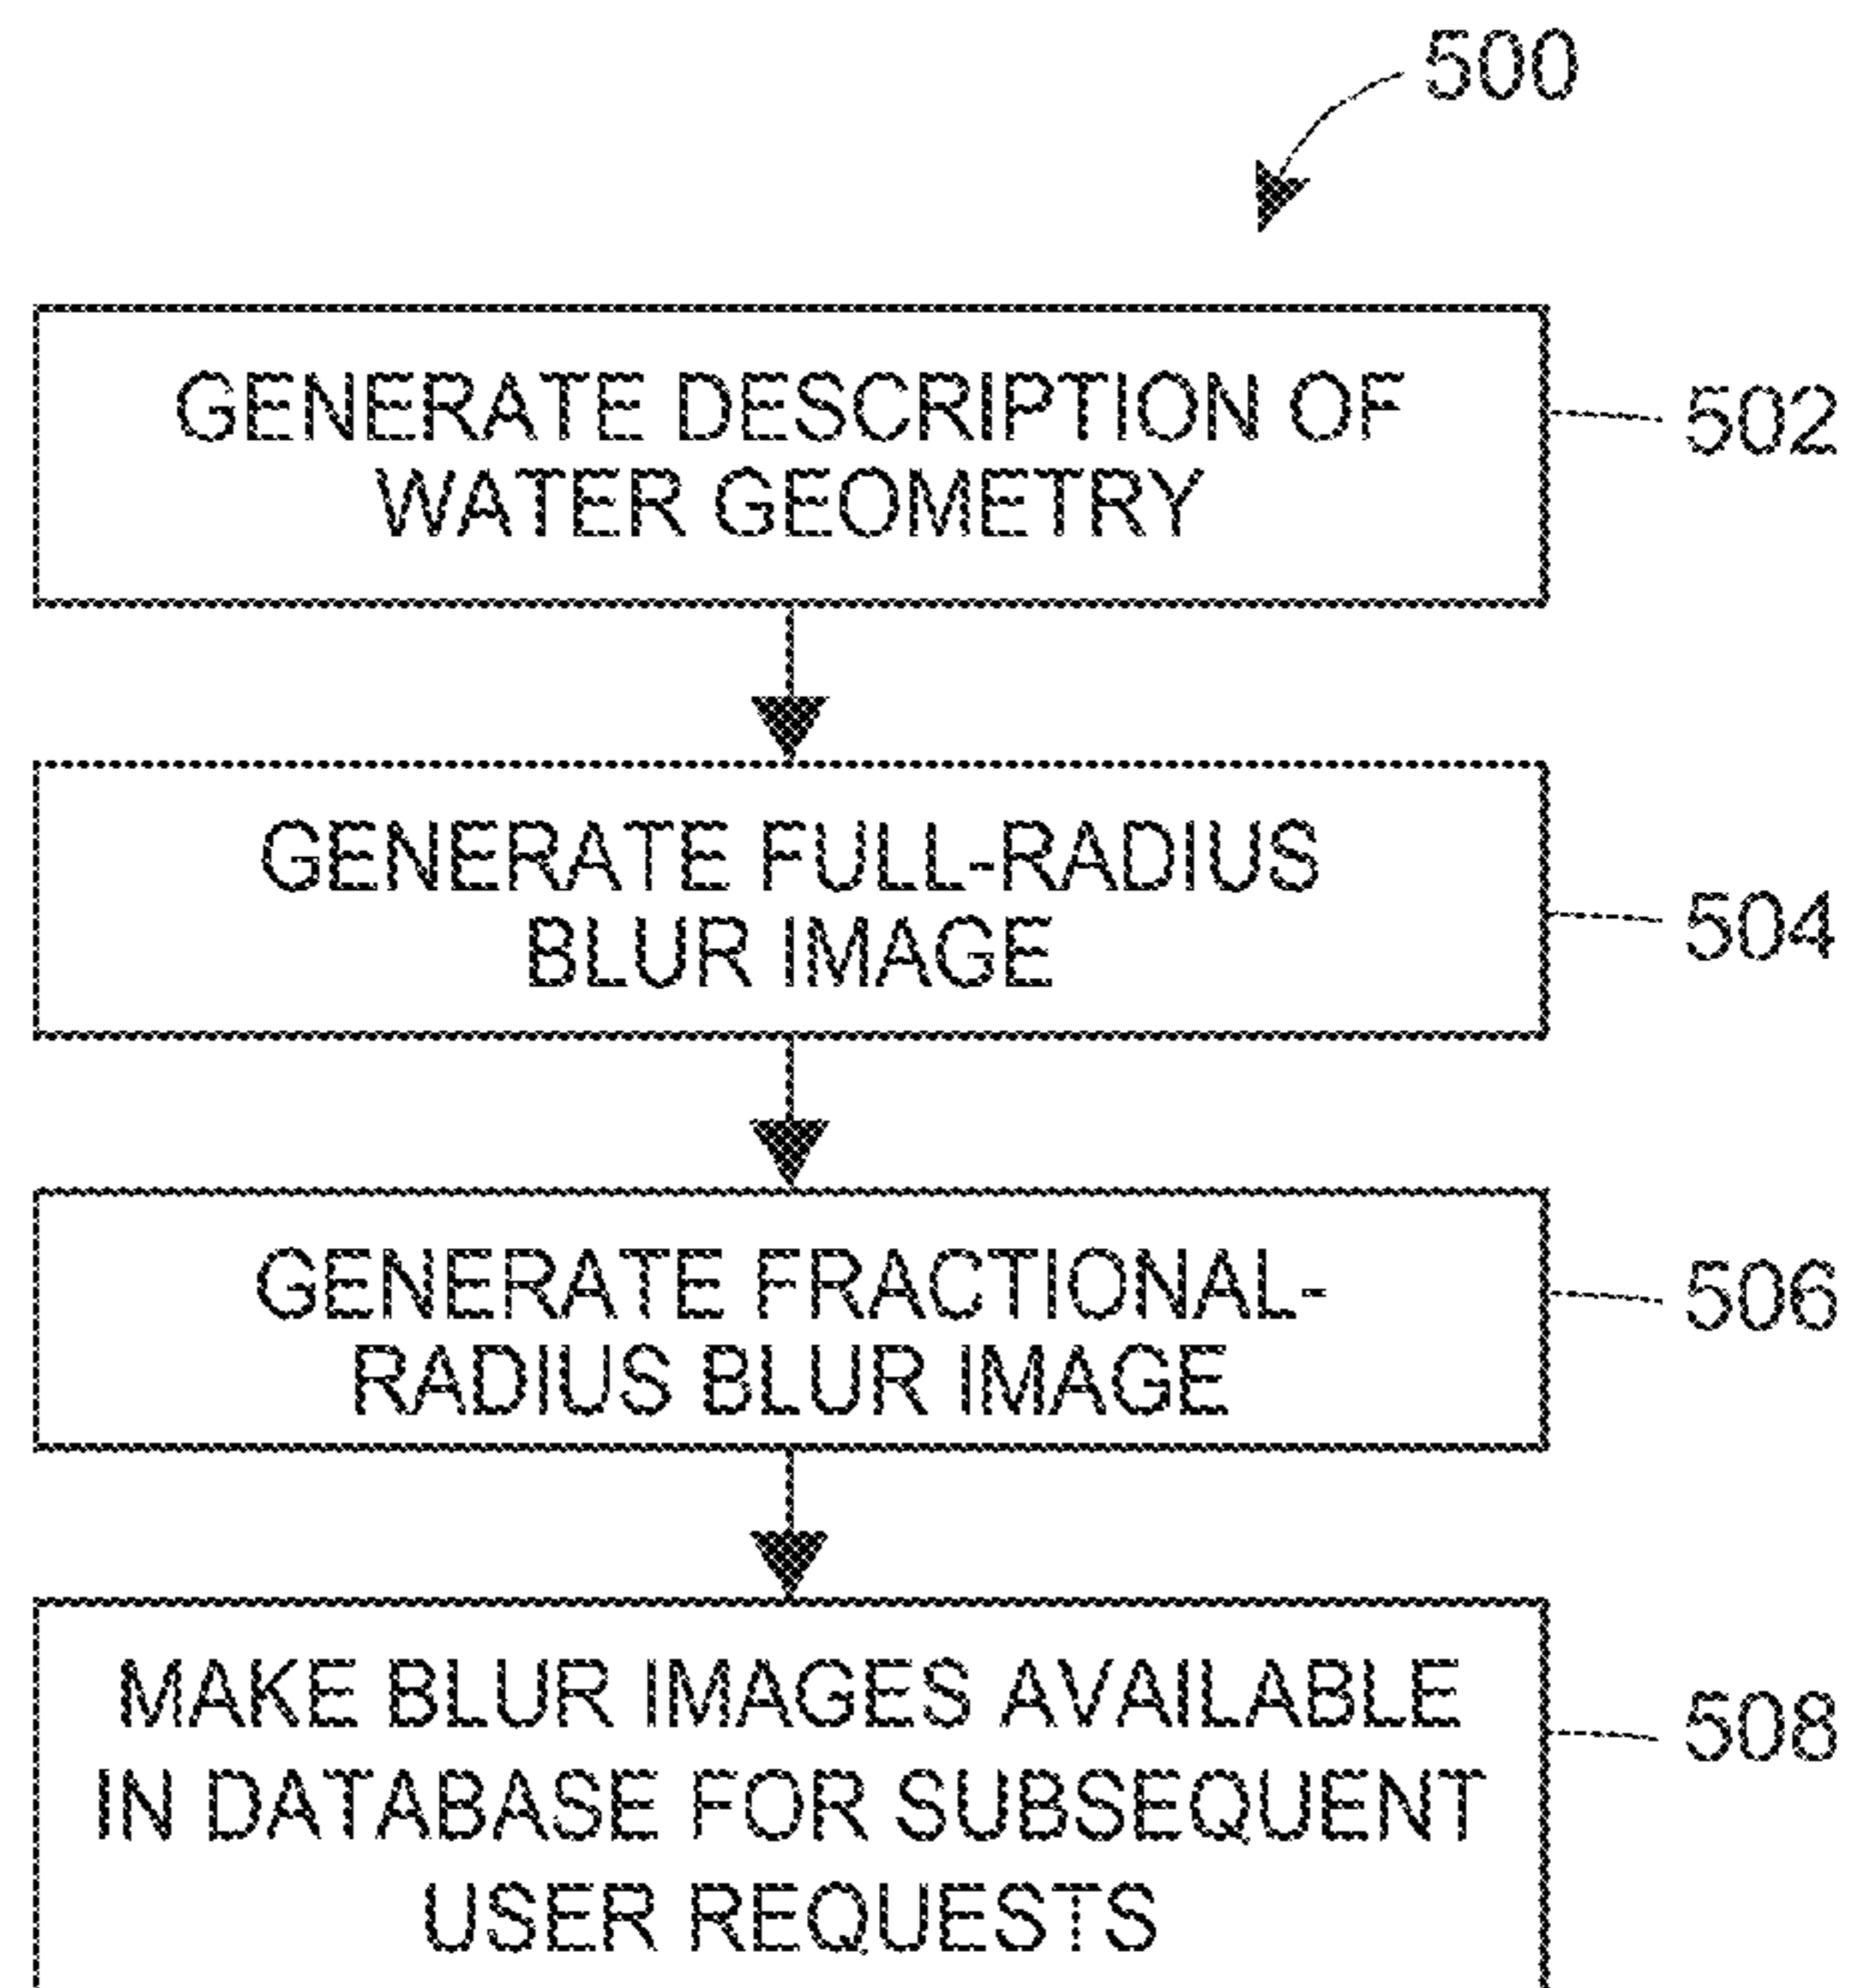 500
GENERATE DESCRIPTION OF
WATER GEOMETRY
502
GENERATE FULL-RADIUS
BLUR IMAGE
504
GENERATE FRACTIONAL-
RADIUS BLUR IMAGE
506
MAKE BLUR IMAGES AVAILABLE
IN DATABASE FOR SUBSEQUENT
USER REQUESTS
508